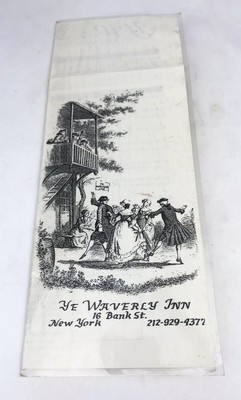 Ye Waverly Inn
16 Bank St.
New York 212-929-4377